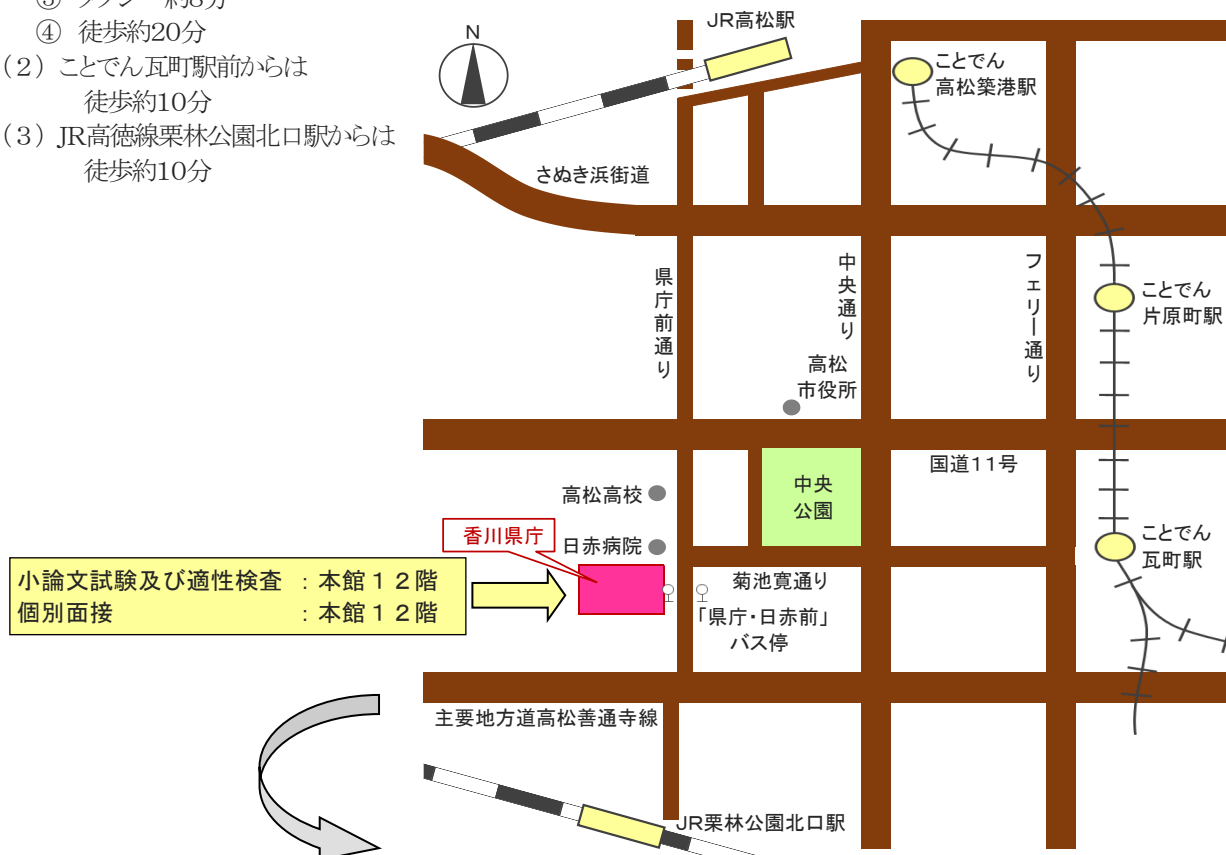 ③ タクシー 約8分
④ 徒歩約20分
(2) ことでん瓦町駅前からは
徒歩約10分
(3) JR高徳線栗林公園北口駅からは
徒歩約10分
N
JR高松駅
ことでん
高松築港駅
さぬき浜街道
県庁前通り
中央通り
フェリー通り
ことでん
片原町駅
高松
市役所
国道11号
中央
公園
高松高校
香川県庁
日赤病院
ことでん
瓦町駅
小論文試験及び適性検査 : 本館12階
個別面接 : 本館12階
菊池寛通り
「県庁・日赤前」
バス停
主要地方道高松善通寺線
JR栗林公園北口駅